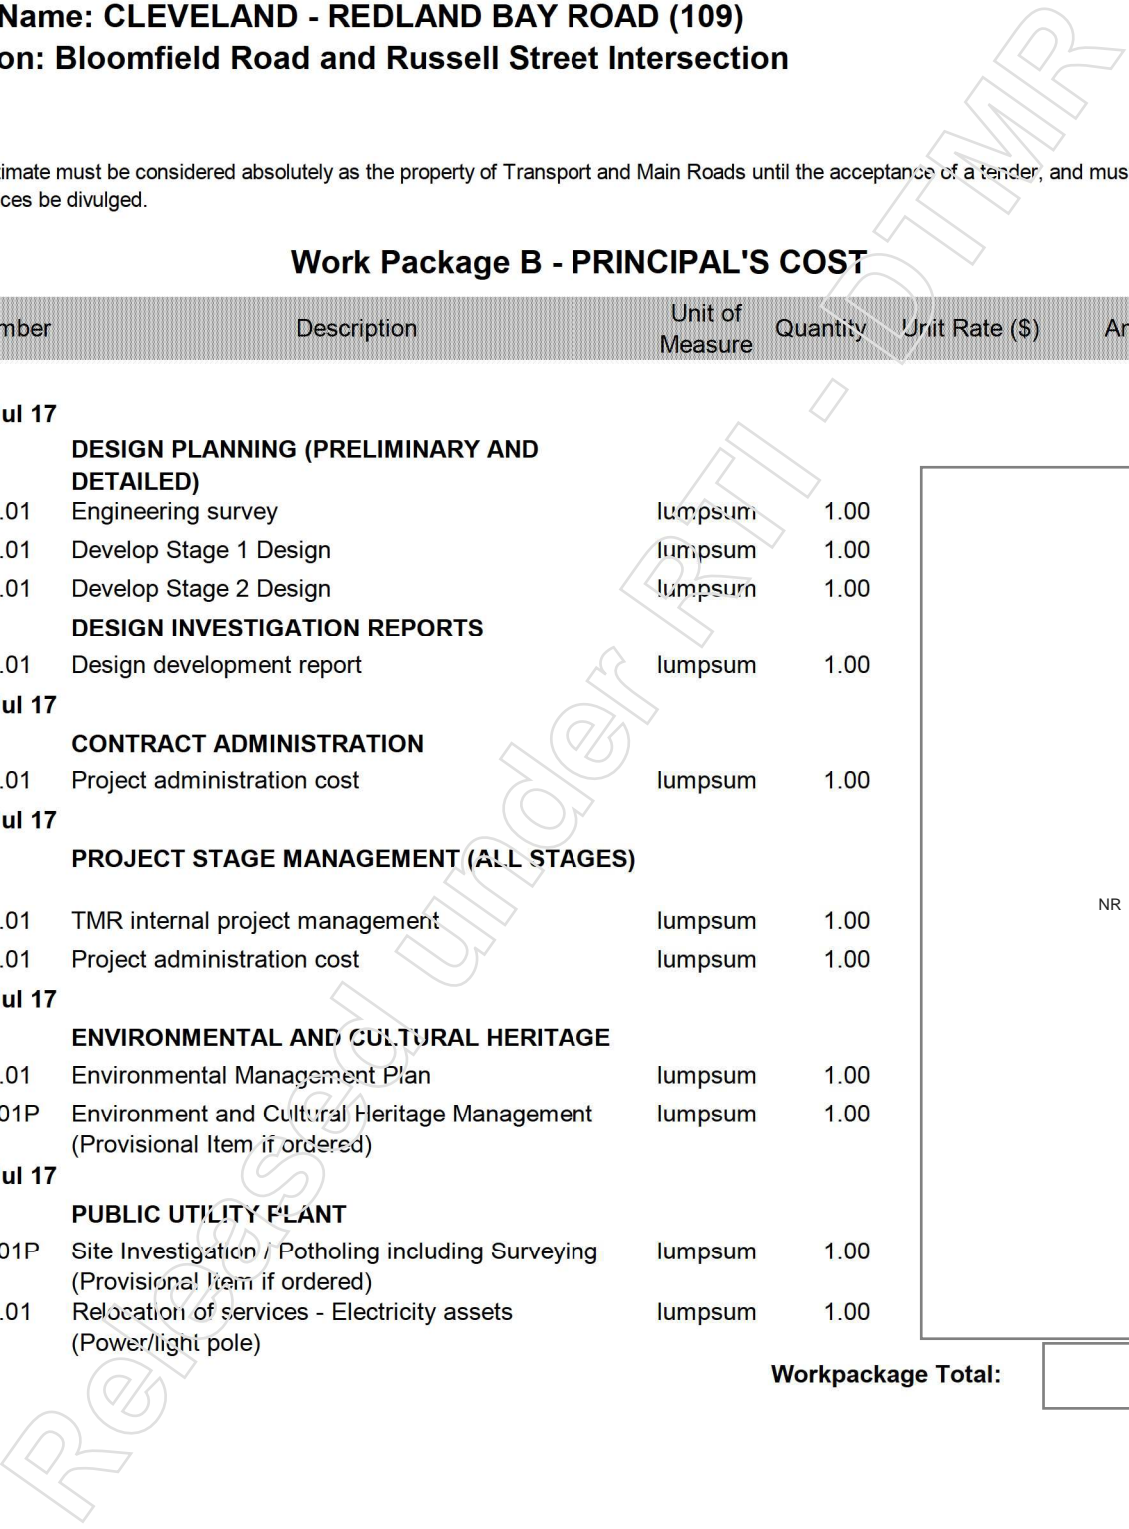 Name: CLEVELAND - REDLAND BAY ROAD (109)
on: Bloomfield Road and Russell Street Intersection
timate must be considered absolutely as the property of Transport and Main Roads until the acceptance of a tender, and mus
ces be divulged.
Work Package B - PRINCIPAL'S COST
mber Description Unit of Measure Quantity Unit Rate ($) An
ul 17
DESIGN PLANNING (PRELIMINARY AND
DETAILED)
.01 Engineering survey lumpsum 1.00
.01 Develop Stage 1 Design lumpsum 1.00
.01 Develop Stage 2 Design lumpsum 1.00
DESIGN INVESTIGATION REPORTS
.01 Design development report lumpsum 1.00
ul 17
CONTRACT ADMINISTRATION
.01 Project administration cost lumpsum 1.00
ul 17
PROJECT STAGE MANAGEMENT (ALL STAGES)
NR
.01 TMR internal project management lumpsum 1.00
.01 Project administration cost lumpsum 1.00
ul 17
ENVIRONMENTAL AND CULTURAL HERITAGE
.01 Environmental Management Plan lumpsum 1.00
01P Environment and Cultural Heritage Management lumpsum 1.00
(Provisional Item if ordered)
ul 17
PUBLIC UTILITY PLANT
01P Site Investigation / Potholing including Surveying lumpsum 1.00
(Provisional Item if ordered)
.01 Relocation of services - Electricity assets lumpsum 1.00
(Power/light pole)
Workpackage Total:
Released under RTI - DTMR